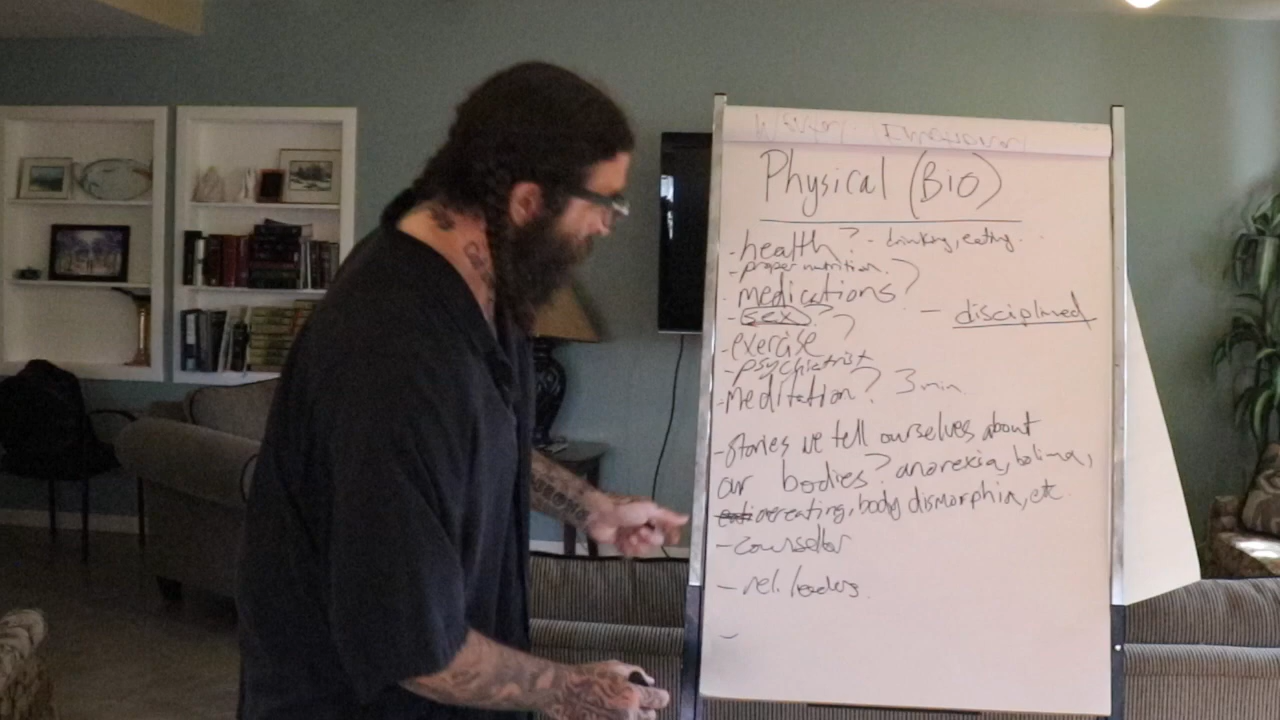 Physical (BIO)
- health? - drinking, eating.
- proper nutrition.
- medications?
- sex?
- disciplined
- exercise?
- psychiatrist
- Meditation? 3 min
- stories we tell ourselves about
our bodies? anorexia, bolima,
overeating, body dismorphia, etc
- counsellor
- rel. leaders.
-